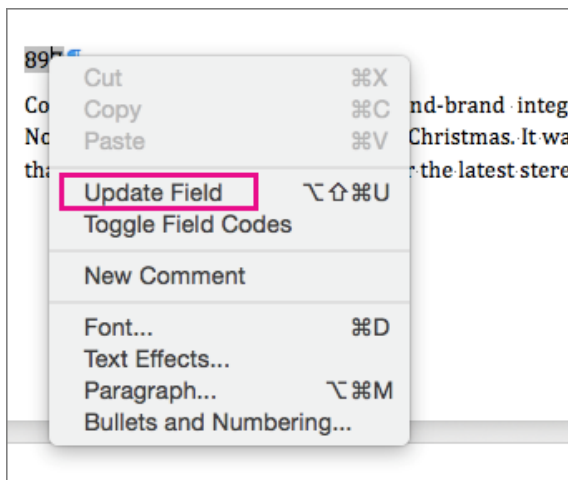 897¶
Cut ⌘X
Co
Copy ⌘C
nd-brand·integ
No
Paste ⌘V
Christmas.·It·wa
tha
r·the·latest·stere
Update Field ⌥⇧⌘U
Toggle Field Codes
New Comment
Font... ⌘D
Text Effects...
Paragraph... ⌥⌘M
Bullets and Numbering...